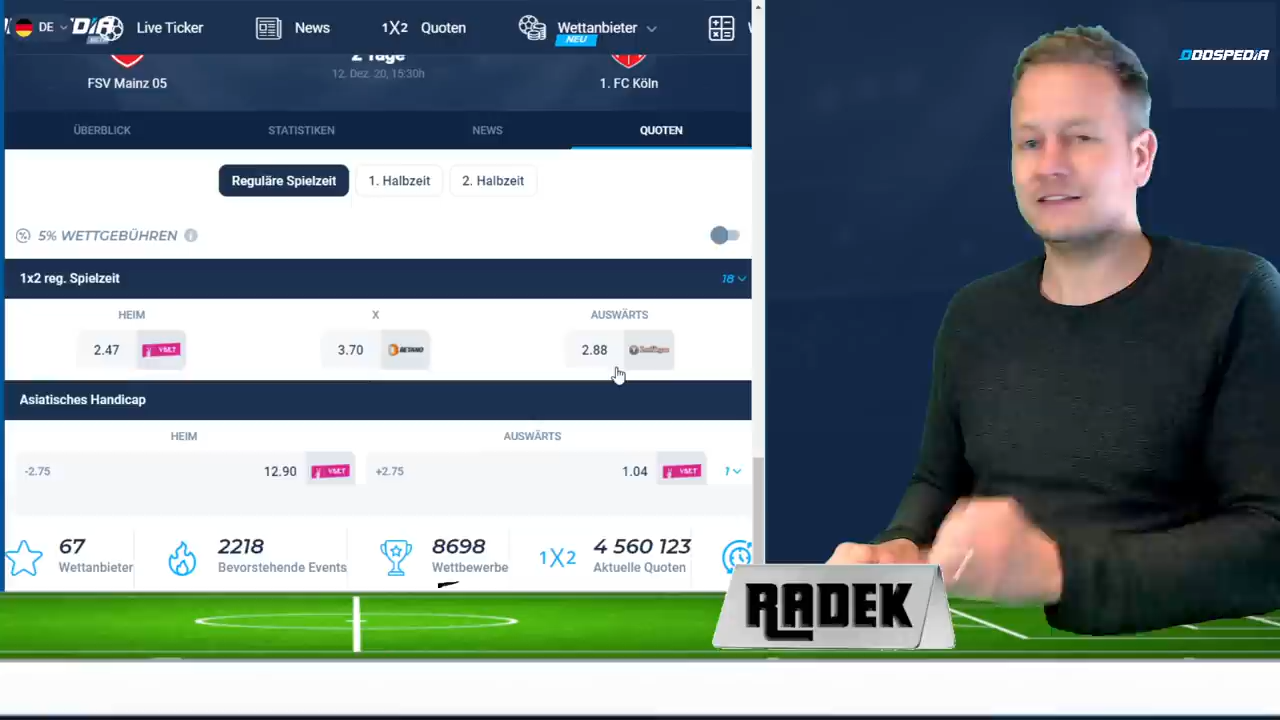 DE
Live Ticker
News
1X2 Quoten
Wettanbieter
NEU
2 Tage
12. Dez. 20, 15:30h
FSV Mainz 05
1. FC Köln
ÜBERBLICK
STATISTIKEN
NEWS
QUOTEN
Reguläre Spielzeit
1. Halbzeit
2. Halbzeit
5% WETTGEBÜHREN
1x2 reg. Spielzeit
18
HEIM
X
AUSWÄRTS
2.47
3.70 BETANO
2.88
Asiatisches Handicap
HEIM
AUSWÄRTS
-2.75
12.90
+2.75
1.04
1
67
Wettanbieter
2218
Bevorstehende Events
8698
Wettbewerbe
1X2
4 560 123
Aktuelle Quoten
ODDSPEDIA
RADEK